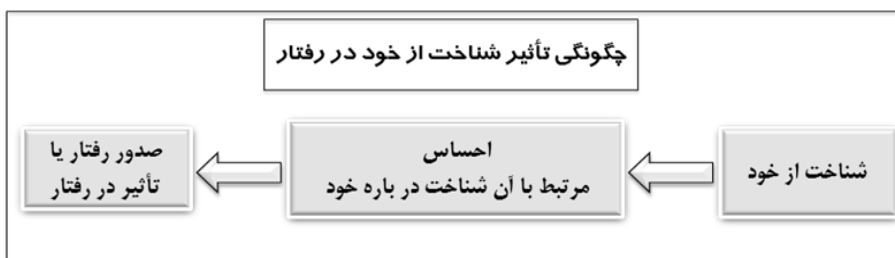 چگونگی تأثیر شناخت از خود در رفتار
شناخت از خود
احساس
مرتبط با آن شناخت در باره خود
صدور رفتار یا
تأثیر در رفتار